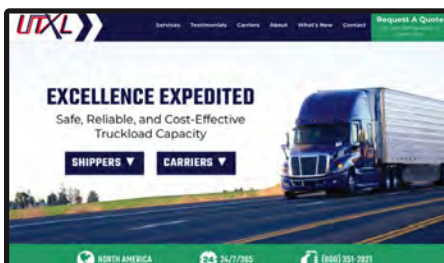 UTXL
Services Testimonials Carriers About What's New Contact
Request A Quote
EXCELLENCE EXPEDITED
Safe, Reliable, and Cost-Effective
Truckload Capacity
SHIPPERS ▼ CARRIERS ▼
NORTH AMERICA 24 24/7/365 (800) 351-2821